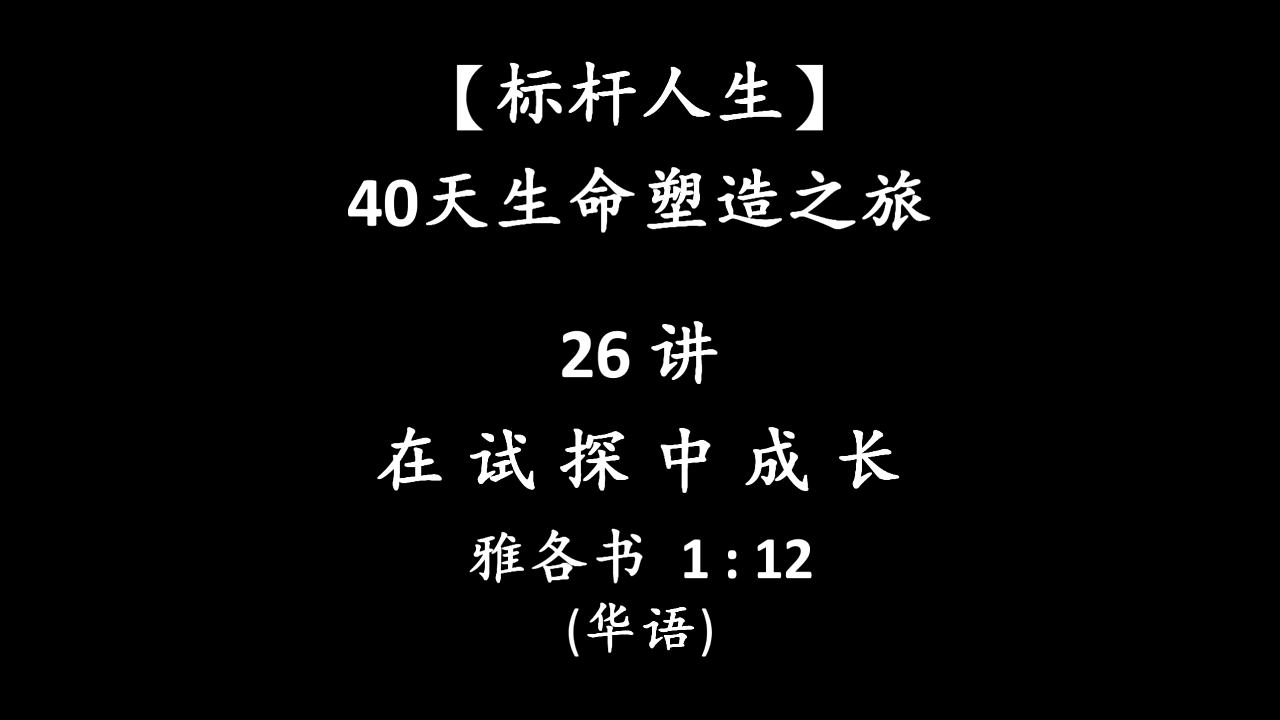 【标杆人生】
40天生命塑造之旅
26 讲
在 试 探 中 成 长
雅各书 1 : 12
(华语)